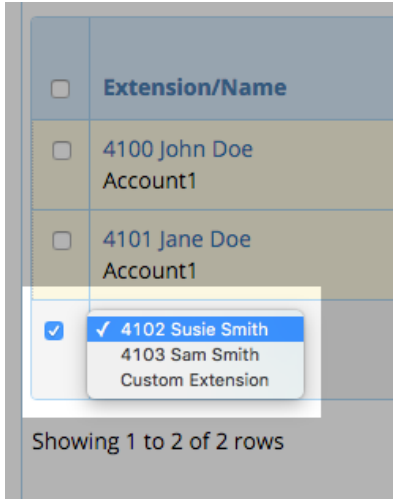 Extension/Name
4100 John Doe
Account1
4101 Jane Doe
Account1
✓ 4102 Susie Smith
4103 Sam Smith
Custom Extension
Showing 1 to 2 of 2 rows